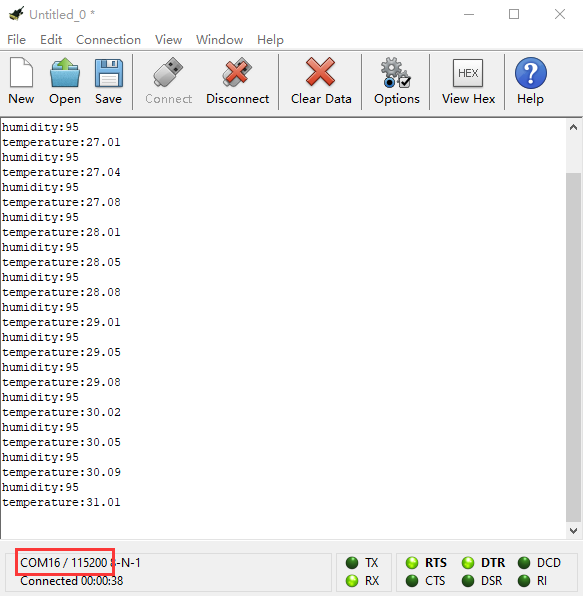 Untitled_0 *
File Edit Connection View Window Help
New Open Save Connect Disconnect Clear Data Options HEX View Hex Help
humidity:95
temperature:27.01
humidity:95
temperature:27.04
humidity:95
temperature:27.08
humidity:95
temperature:28.01
humidity:95
temperature:28.05
humidity:95
temperature:28.08
humidity:95
temperature:29.01
humidity:95
temperature:29.05
humidity:95
temperature:29.08
humidity:95
temperature:30.02
humidity:95
temperature:30.05
humidity:95
temperature:30.09
humidity:95
temperature:31.01
COM16 / 115200 8-N-1
Connected 00:00:38
TX RTS DTR DCD
RX CTS DSR RI